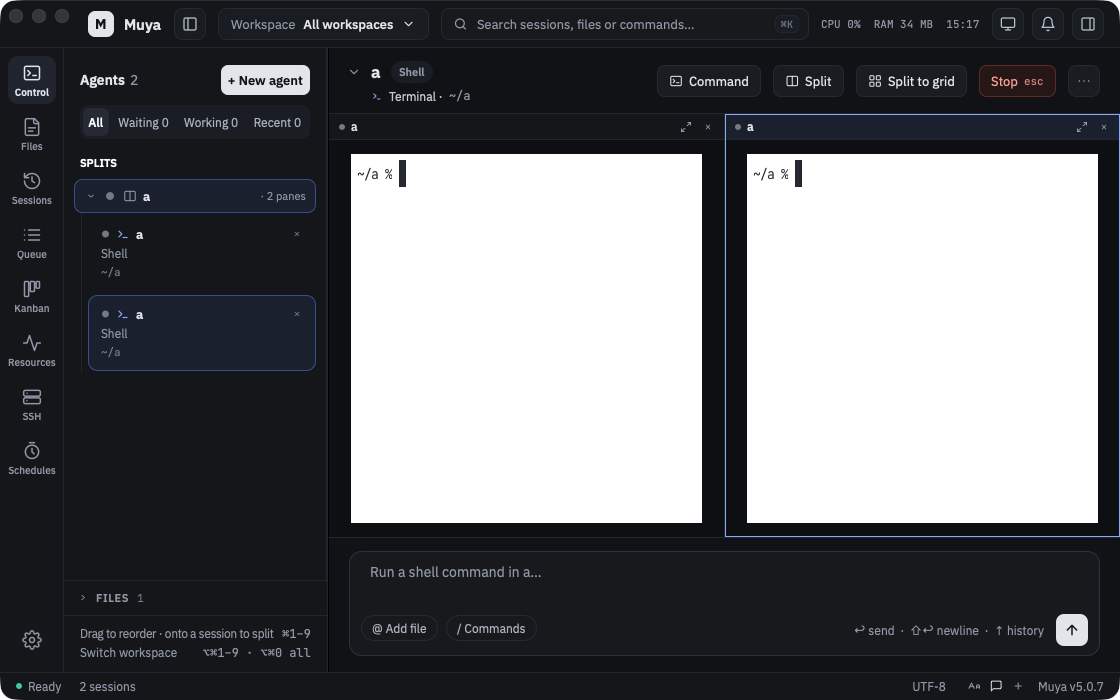 M Muya Workspace All workspaces Search sessions, files or commands... ⌘K CPU 0% RAM 34 MB 15:17
Control
Files
Sessions
Queue
Kanban
Resources
SSH
Schedules
Agents 2 + New agent
All Waiting 0 Working 0 Recent 0
SPLITS
a · 2 panes
a ×
Shell
~/a
a ×
Shell
~/a
› FILES 1
Drag to reorder · onto a session to split ⌘1–9
Switch workspace ⌥⌘1–9 · ⌥⌘0 all
a Shell
Terminal · ~/a
Command Split Split to grid Stop esc ···
a ×
~/a %
a ×
~/a %
Run a shell command in a...
@ Add file / Commands ↩ send · ⇧↩ newline · ↑ history
Ready 2 sessions UTF-8 Aa + Muya v5.0.7